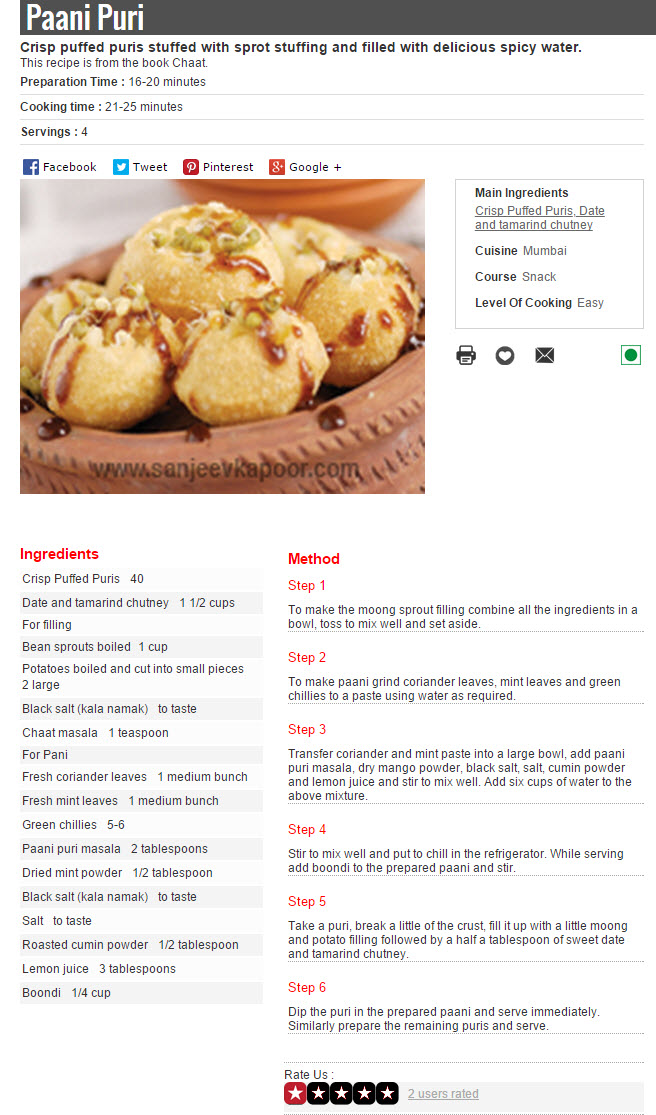 Paani Puri
Crisp puffed puris stuffed with sprot stuffing and filled with delicious spicy water.
This recipe is from the book Chaat.
Preparation Time : 16-20 minutes
Cooking time : 21-25 minutes
Servings : 4
Facebook Tweet Pinterest Google +
www.sanjeevkapoor.com
Main Ingredients
Crisp Puffed Puris, Date
and tamarind chutney
Cuisine Mumbai
Course Snack
Level Of Cooking Easy
Ingredients
Crisp Puffed Puris 40
Date and tamarind chutney 1 1/2 cups
For filling
Bean sprouts boiled 1 cup
Potatoes boiled and cut into small pieces
2 large
Black salt (kala namak) to taste
Chaat masala 1 teaspoon
For Pani
Fresh coriander leaves 1 medium bunch
Fresh mint leaves 1 medium bunch
Green chillies 5-6
Paani puri masala 2 tablespoons
Dried mint powder 1/2 tablespoon
Black salt (kala namak) to taste
Salt to taste
Roasted cumin powder 1/2 tablespoon
Lemon juice 3 tablespoons
Boondi 1/4 cup
Method
Step 1
To make the moong sprout filling combine all the ingredients in a
bowl, toss to mix well and set aside.
Step 2
To make paani grind coriander leaves, mint leaves and green
chillies to a paste using water as required.
Step 3
Transfer coriander and mint paste into a large bowl, add paani
puri masala, dry mango powder, black salt, salt, cumin powder
and lemon juice and stir to mix well. Add six cups of water to the
above mixture.
Step 4
Stir to mix well and put to chill in the refrigerator. While serving
add boondi to the prepared paani and stir.
Step 5
Take a puri, break a little of the crust, fill it up with a little moong
and potato filling followed by a half a tablespoon of sweet date
and tamarind chutney.
Step 6
Dip the puri in the prepared paani and serve immediately.
Similarly prepare the remaining puris and serve.
Rate Us :
2 users rated